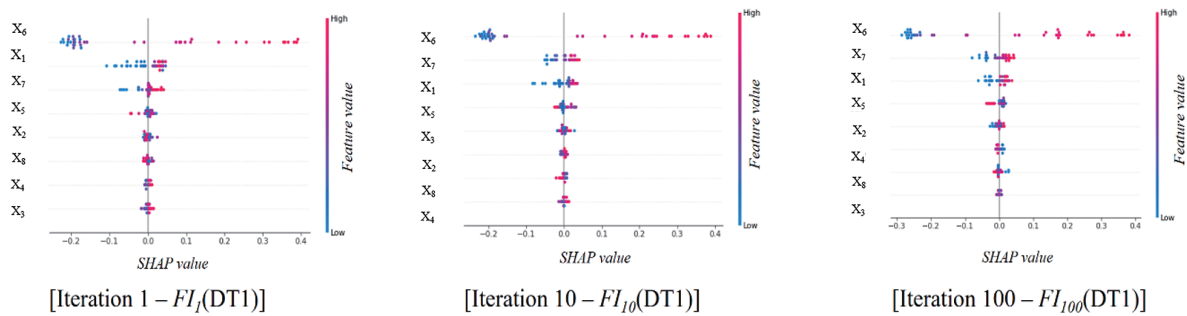 High
X6
X1
X7
X5
X2
X8
X4
X3
Feature value
Low
−0.2 −0.1 0.0 0.1 0.2 0.3 0.4
SHAP value
[Iteration 1 – FI1(DT1)]
High
X6
X7
X1
X5
X3
X2
X8
X4
Feature value
Low
−0.2 −0.1 0.0 0.1 0.2 0.3 0.4
SHAP value
[Iteration 10 – FI10(DT1)]
High
X6
X7
X1
X5
X2
X4
X8
X3
Feature value
Low
−0.3 −0.2 −0.1 0.0 0.1 0.2 0.3 0.4
SHAP value
[Iteration 100 – FI100(DT1)]